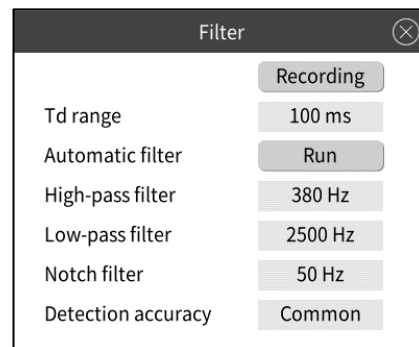 Filter
Recording
Td range 100 ms
Automatic filter Run
High-pass filter 380 Hz
Low-pass filter 2500 Hz
Notch filter 50 Hz
Detection accuracy Common